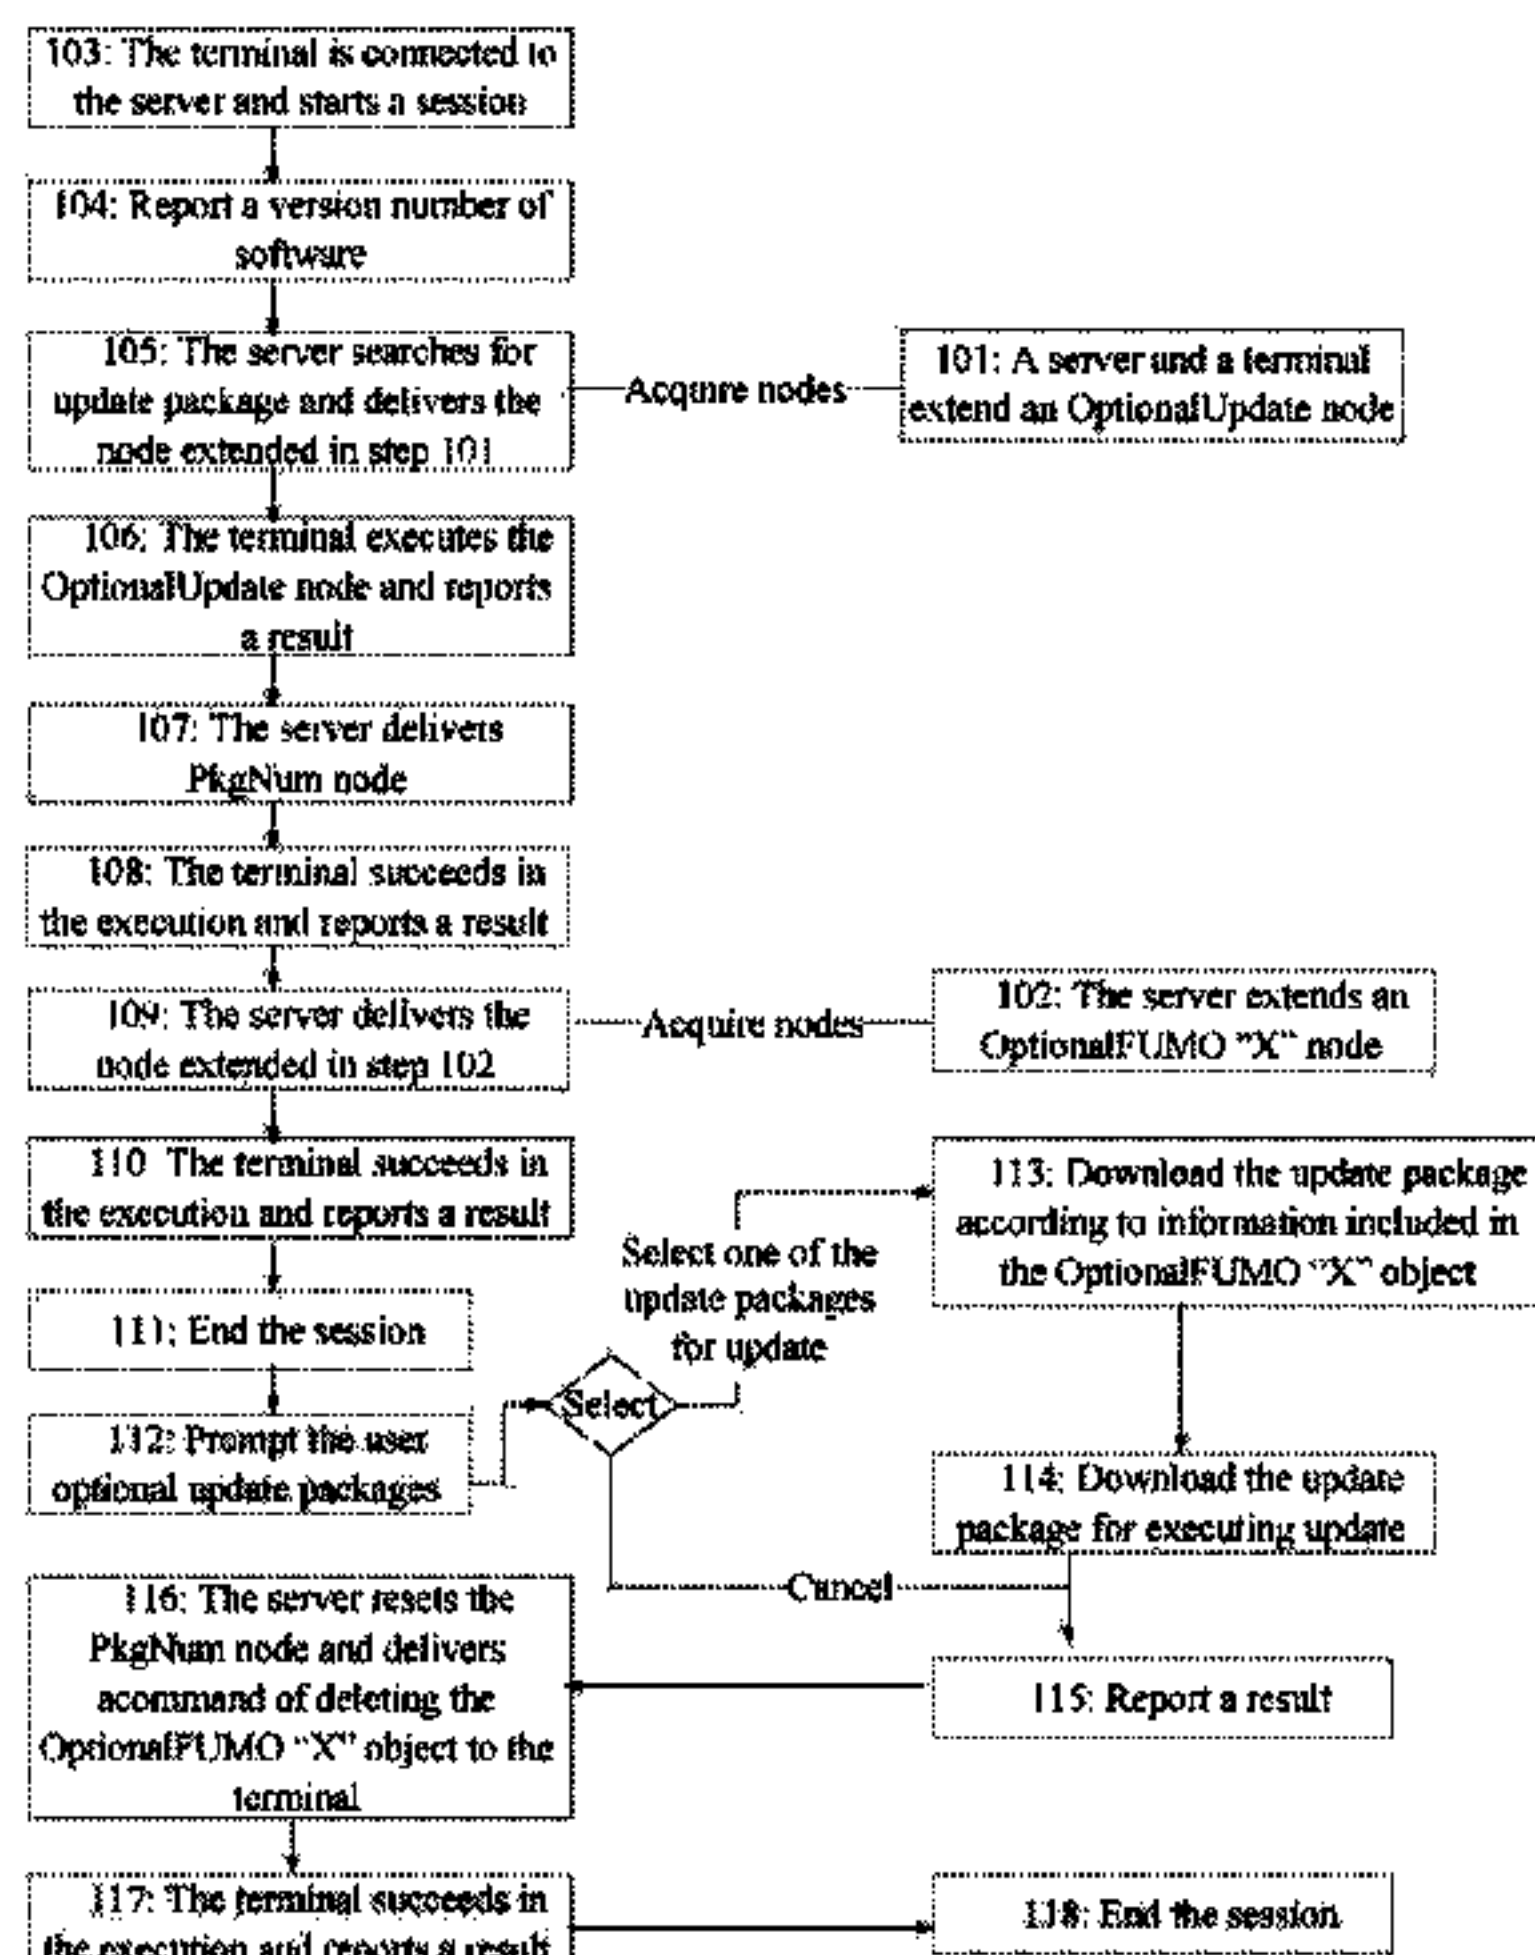 103: The terminal is connected to
the server and starts a session
104: Report a version number of
software
105: The server searches for
update package and delivers the
node extended in step 101
Acquire nodes
101: A server and a terminal
extend an OptionalUpdate node
106: The terminal executes the
OptionalUpdate node and reports
a result
107: The server delivers
PkgNum node
108: The terminal succeeds in
the execution and reports a result
109: The server delivers the
node extended in step 102
Acquire nodes
102: The server extends an
OptionalFUMO "X" node
110 The terminal succeeds in
the execution and reports a result
111: End the session
112: Prompt the user
optional update packages
Select
Select one of the
update packages
for update
113: Download the update package
according to information included in
the OptionalFUMO "X" object
114: Download the update
package for executing update
Cancel
115: Report a result
116: The server resets the
PkgNum node and delivers
acommand of deleting the
OptionalFUMO "X" object to the
terminal
117: The terminal succeeds in
the execution and reports a result
118: End the session